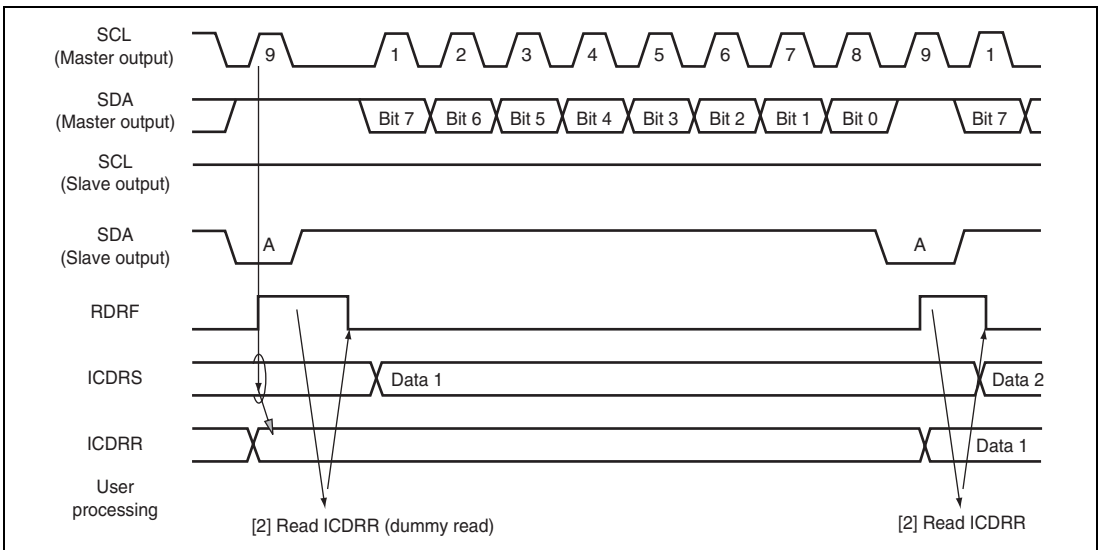 SCL
(Master output)
9 1 2 3 4 5 6 7 8 9 1
SDA
(Master output)
Bit 7 Bit 6 Bit 5 Bit 4 Bit 3 Bit 2 Bit 1 Bit 0 Bit 7
SCL
(Slave output)
SDA
(Slave output)
A A
RDRF
ICDRS
Data 1 Data 2
ICDRR
Data 1
User
processing
[2] Read ICDRR (dummy read) [2] Read ICDRR